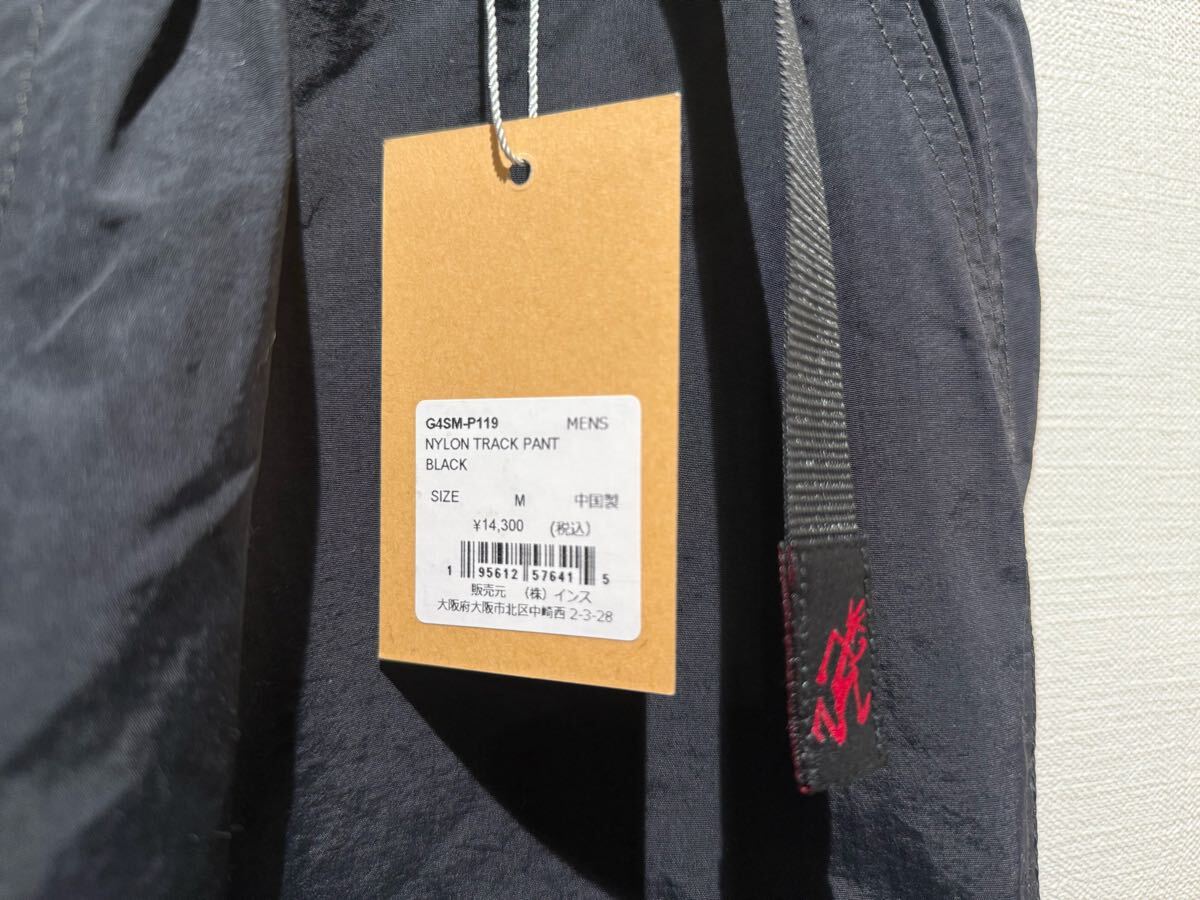 G4SM-P119 MENS
NYLON TRACK PANT
BLACK
SIZE M 中国製
¥14,300 (税込)
1 95612 57641 5
販売元 (株) インス
大阪府大阪市北区中崎西 2-3-28